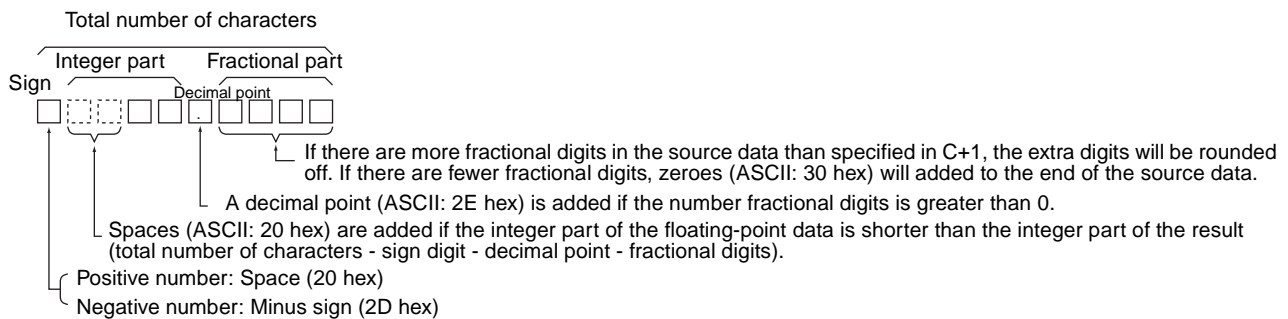 Total number of characters
Integer part Fractional part
Sign
Decimal point
.
If there are more fractional digits in the source data than specified in C+1, the extra digits will be rounded
off. If there are fewer fractional digits, zeroes (ASCII: 30 hex) will added to the end of the source data.
A decimal point (ASCII: 2E hex) is added if the number fractional digits is greater than 0.
Spaces (ASCII: 20 hex) are added if the integer part of the floating-point data is shorter than the integer part of the result
(total number of characters - sign digit - decimal point - fractional digits).
Positive number: Space (20 hex)
Negative number: Minus sign (2D hex)